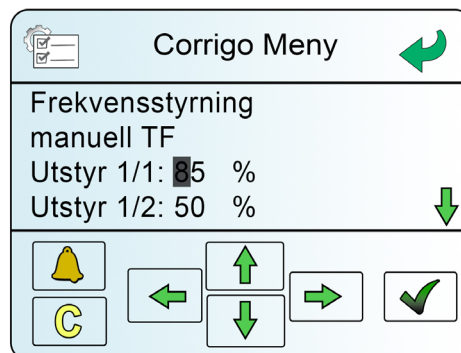 Corrigo Meny
Frekvensstyrning
manuell TF
Utstyr 1/1: 85 %
Utstyr 1/2: 50 %
C